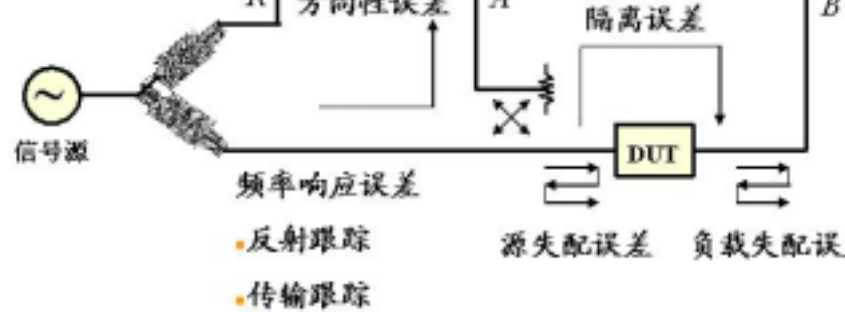 R 方向性误差 A
隔离误差
B
信号源
DUT
频率响应误差
•反射跟踪
•传输跟踪
源失配误差
负载失配误